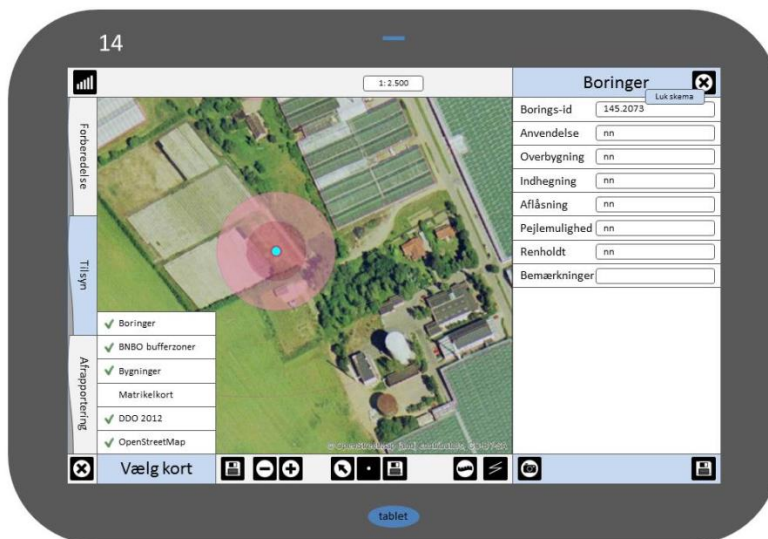 14
1: 2.500
Boringer
Luk skema
Forberedelse
Tilsyn
Afrapportering
Borings-id 145.2073
Anvendelse nn
Overbygning nn
Indhegning nn
Aflåsning nn
Pejlemulighed nn
Renholdt nn
Bemærkninger
Boringer
BNBO bufferzoner
Bygninger
Matrikelkort
DDO 2012
OpenStreetMap
© OpenStreetMap (and)
Vælg kort
tablet